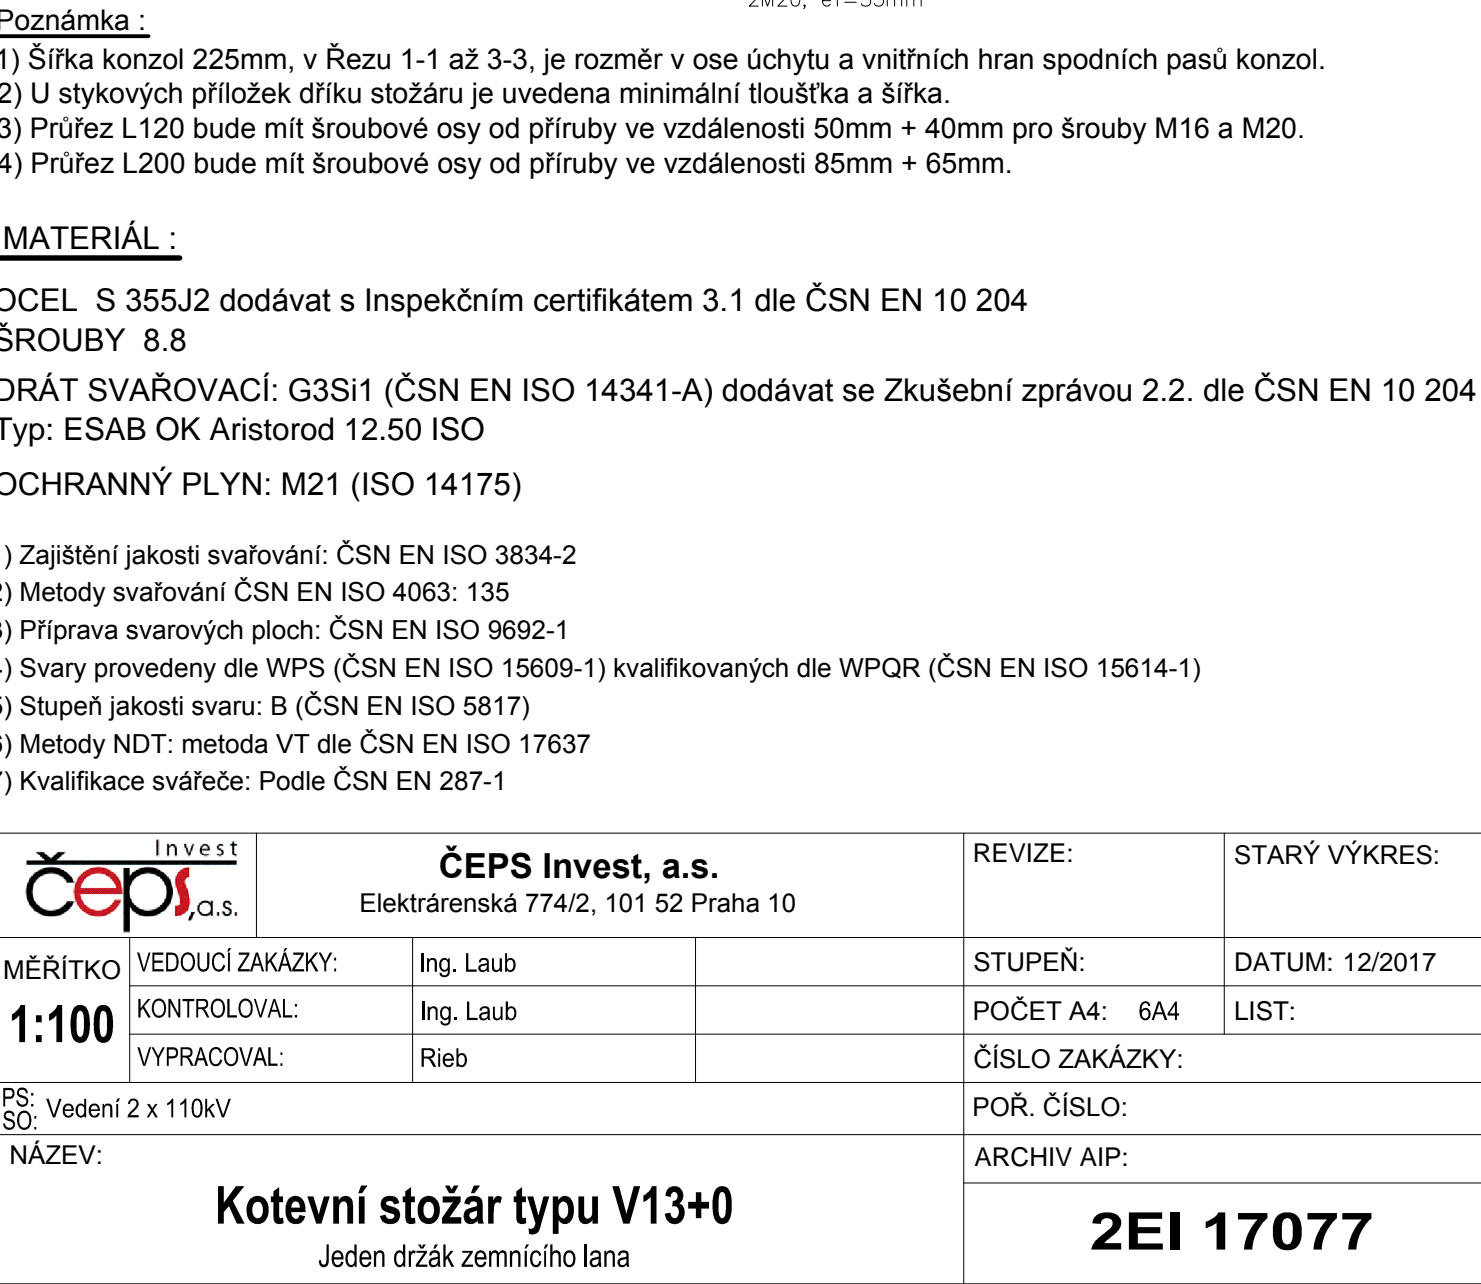 Poznámka :
1) Šířka konzol 225mm, v Řezu 1-1 až 3-3, je rozměr v ose úchytu a vnitřních hran spodních pasů konzol.
2) U stykových příložek dříku stožáru je uvedena minimální tloušťka a šířka.
3) Průřez L120 bude mít šroubové osy od příruby ve vzdálenosti 50mm + 40mm pro šrouby M16 a M20.
4) Průřez L200 bude mít šroubové osy od příruby ve vzdálenosti 85mm + 65mm.
MATERIÁL :
OCEL S 355J2 dodávat s Inspekčním certifikátem 3.1 dle ČSN EN 10 204
ŠROUBY 8.8
DRÁT SVAŘOVACÍ: G3Si1 (ČSN EN ISO 14341-A) dodávat se Zkušební zprávou 2.2. dle ČSN EN 10 204
Typ: ESAB OK Aristorod 12.50 ISO
OCHRANNÝ PLYN: M21 (ISO 14175)
1) Zajištění jakosti svařování: ČSN EN ISO 3834-2
2) Metody svařování ČSN EN ISO 4063: 135
3) Příprava svarových ploch: ČSN EN ISO 9692-1
4) Svary provedeny dle WPS (ČSN EN ISO 15609-1) kvalifikovaných dle WPQR (ČSN EN ISO 15614-1)
5) Stupeň jakosti svaru: B (ČSN EN ISO 5817)
6) Metody NDT: metoda VT dle ČSN EN ISO 17637
7) Kvalifikace svářeče: Podle ČSN EN 287-1
Invest
čeps,a.s.
ČEPS Invest, a.s.
Elektrárenská 774/2, 101 52 Praha 10
REVIZE:
STARÝ VÝKRES:
MĚŘÍTKO
1:100
VEDOUCÍ ZAKÁZKY: Ing. Laub
STUPEŇ:
DATUM: 12/2017
KONTROLOVAL: Ing. Laub
POČET A4: 6A4
LIST:
VYPRACOVAL: Rieb
ČÍSLO ZAKÁZKY:
PS:
SO: Vedení 2 x 110kV
POŘ. ČÍSLO:
NÁZEV:
ARCHIV AIP:
Kotevní stožár typu V13+0
Jeden držák zemnícího lana
2EI 17077